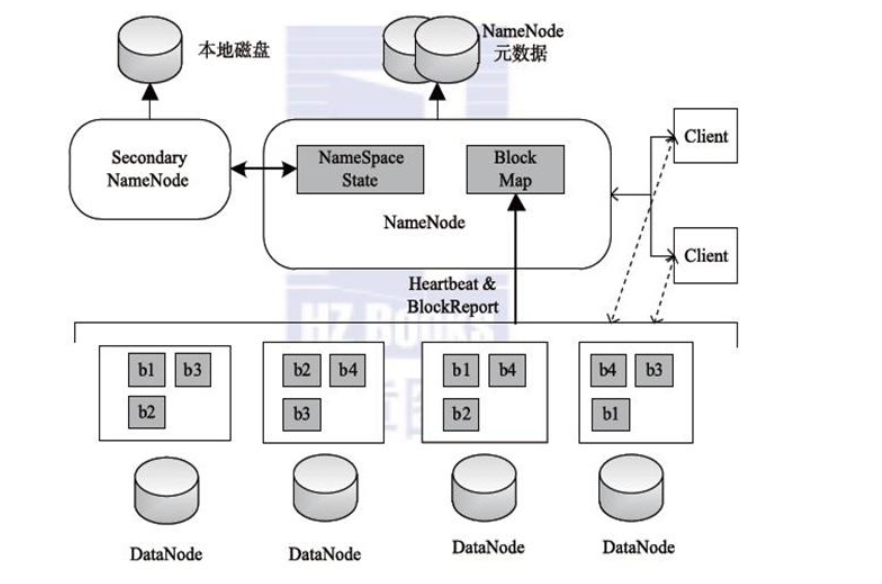 本地磁盘
NameNode
元数据
Secondary
NameNode
NameSpace
State
Block
Map
NameNode
Client
Client
Heartbeat &
BlockReport
HZ BOOKS
b1 b3
b2
b2 b4
b3
b1 b4
b2
b4 b3
b1
DataNode
DataNode
DataNode
DataNode